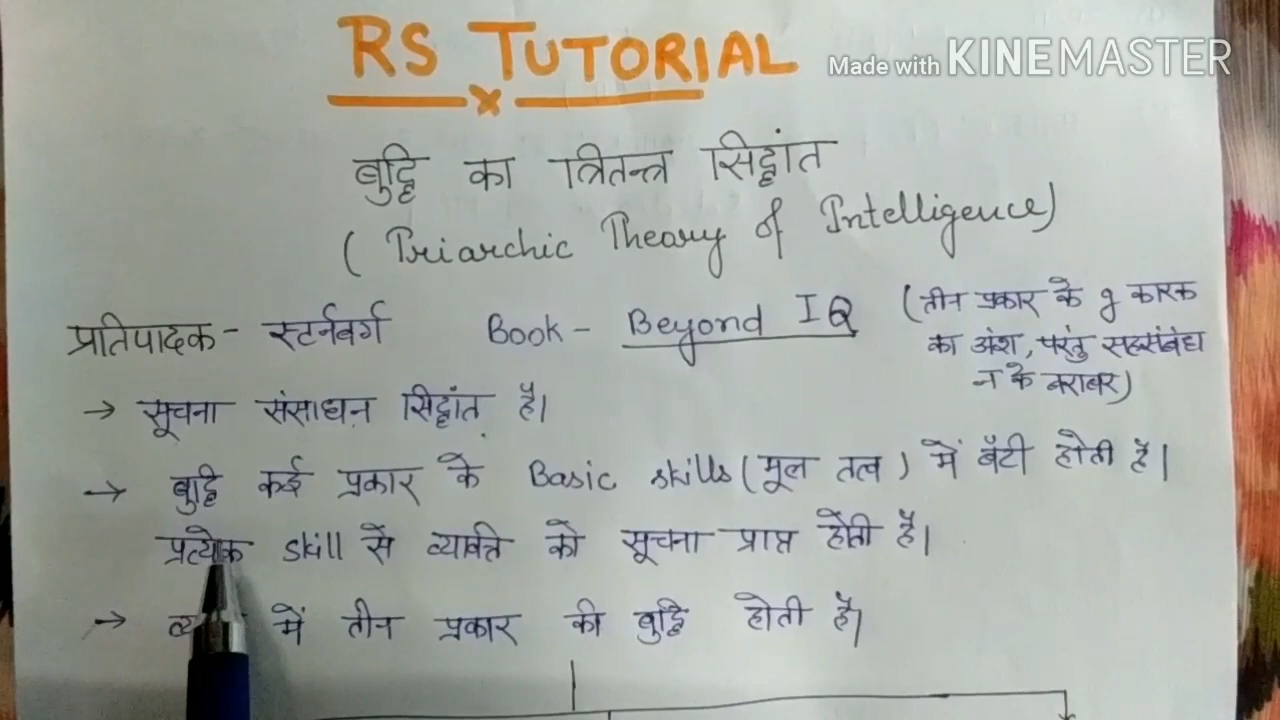 RS TUTORIAL
Made with KINEMASTER
बुद्धि का त्रितन्त्र सिद्धांत
( Triarchic Theory of Intelligence)
प्रतिपादक - स्टर्नबर्ग Book - Beyond IQ
(तीन प्रकार के g कारक
का अंश, परंतु सहसंबंध
न के बराबर)
→ सूचना संसाधन सिद्धांत है।
→ बुद्धि कई प्रकार के Basic skills (मूल तत्व) में बँटी होती है।
प्रत्येक skill से व्यक्ति को सूचना प्राप्त होती है।
→ में तीन प्रकार की बुद्धि होती है।